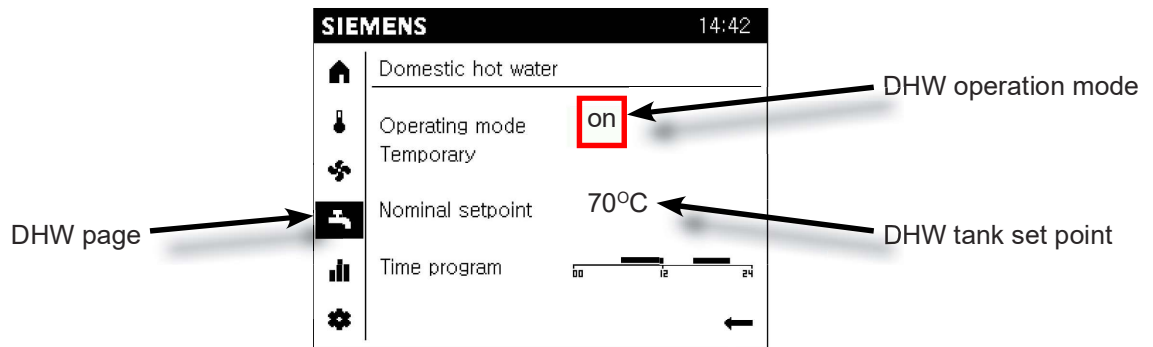 SIEMENS 14:42
Domestic hot water
DHW operation mode
Operating mode on
Temporary
DHW page
Nominal setpoint 70°C
DHW tank set point
Time program
00 12 24